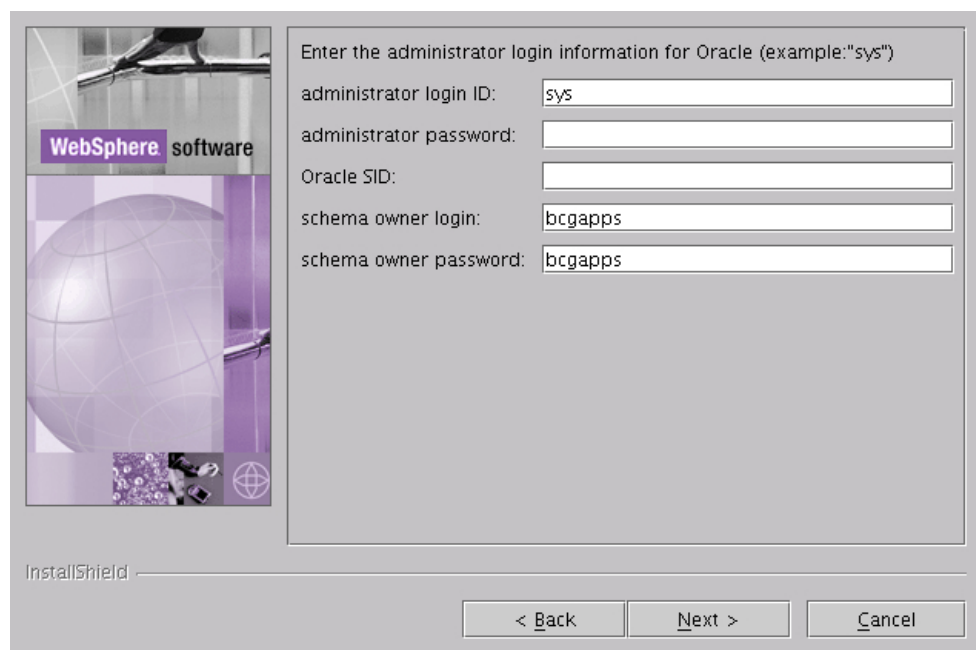 WebSphere software
Enter the administrator login information for Oracle (example:"sys")
administrator login ID: sys
administrator password:
Oracle SID:
schema owner login: bcgapps
schema owner password: bcgapps
InstallShield
< Back Next > Cancel